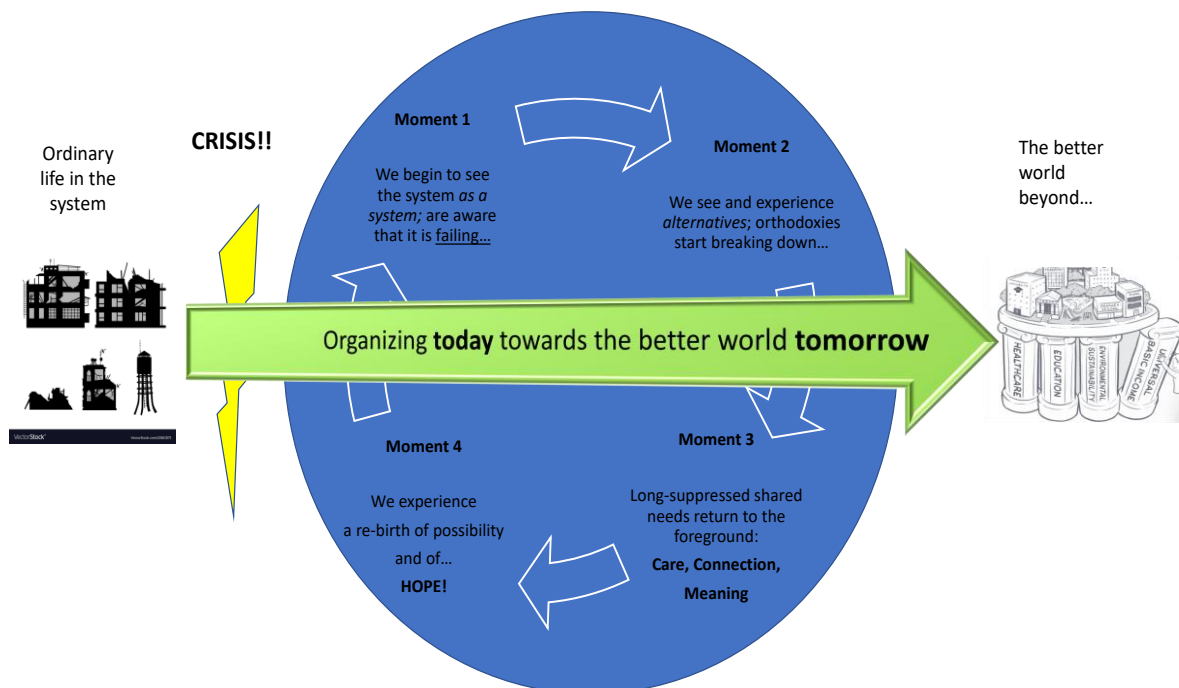 Ordinary
life in the
system
VectorStock®
CRISIS!!
Moment 1
We begin to see
the system as a
system; are aware
that it is failing…
Moment 2
We see and experience
alternatives; orthodoxies
start breaking down…
Organizing today towards the better world tomorrow
Moment 3
Long-suppressed shared
needs return to the
foreground:
Care, Connection,
Meaning
Moment 4
We experience
a re-birth of possibility
and of…
HOPE!
The better
world
beyond…
HEALTHCARE
EDUCATION
ENVIRONMENTAL
SUSTAINABILITY
UNIVERSAL
BASIC INCOME